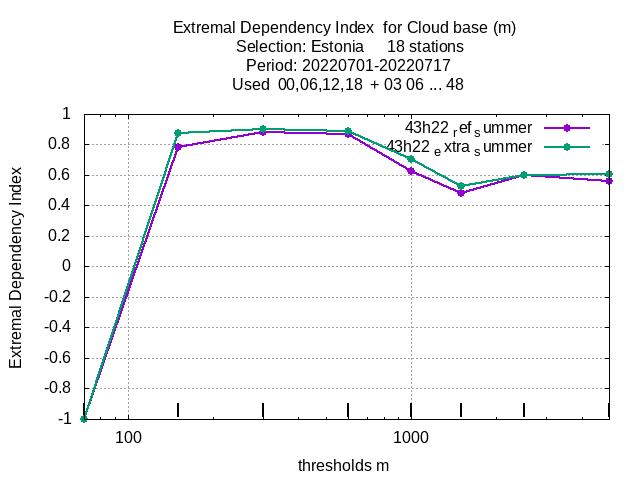 Extremal Dependency Index for Cloud base (m)
Selection: Estonia 18 stations
Period: 20220701-20220717
Used 00,06,12,18 + 03 06 ... 48
43h22 ref summer
43h22 extra summer
Extremal Dependency Index
1
0.8
0.6
0.4
0.2
0
-0.2
-0.4
-0.6
-0.8
-1
100 1000
thresholds m